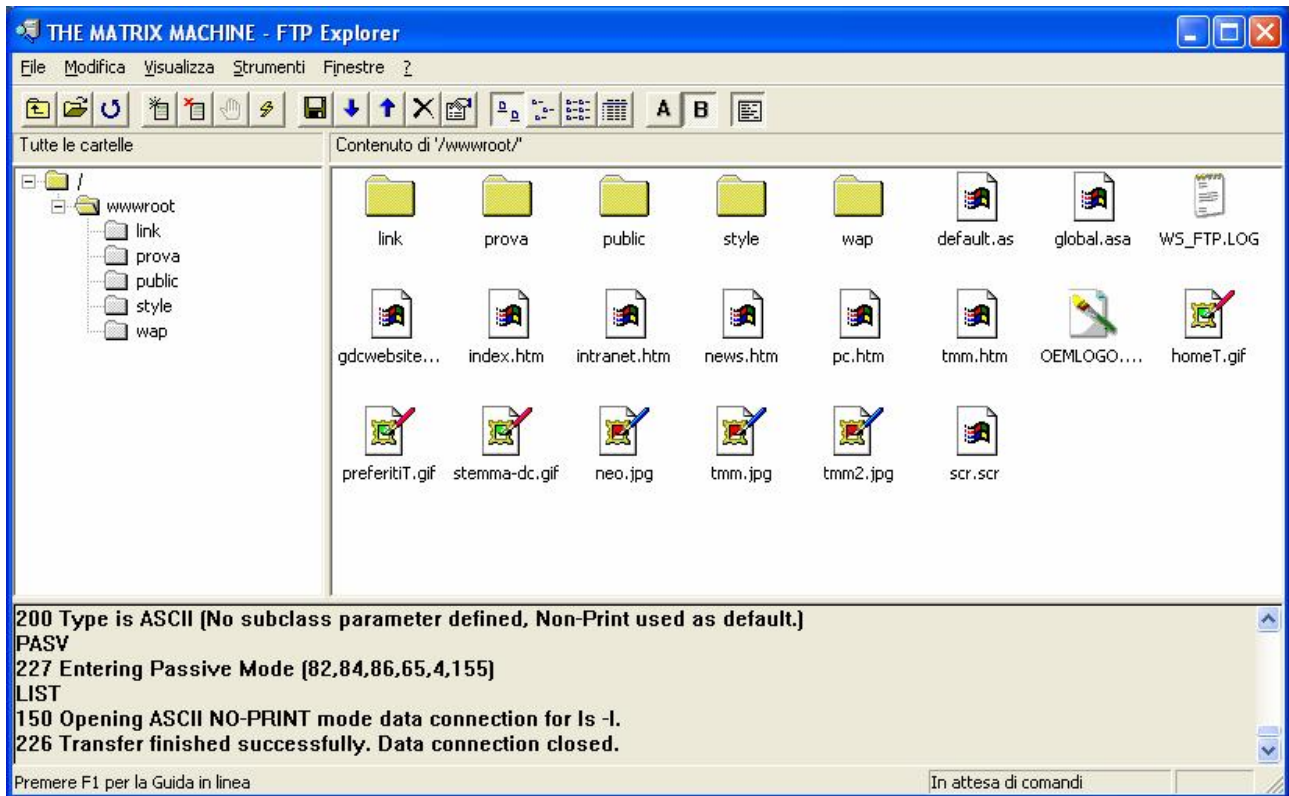 THE MATRIX MACHINE - FTP Explorer
File Modifica Visualizza Strumenti Finestre ?
A B
Tutte le cartelle
Contenuto di '/wwwroot/'
/
wwwroot
link
prova
public
style
wap
link prova public style wap default.as global.asa WS_FTP.LOG
gdcwebsite... index.htm intranet.htm news.htm pc.htm tmm.htm OEMLOGO.... homeT.gif
preferitiT.gif stemma-dc.gif neo.jpg tmm.jpg tmm2.jpg scr.scr
200 Type is ASCII (No subclass parameter defined, Non-Print used as default.)
PASV
227 Entering Passive Mode (82,84,86,65,4,155)
LIST
150 Opening ASCII NO-PRINT mode data connection for ls -l.
226 Transfer finished successfully. Data connection closed.
Premere F1 per la Guida in linea
In attesa di comandi